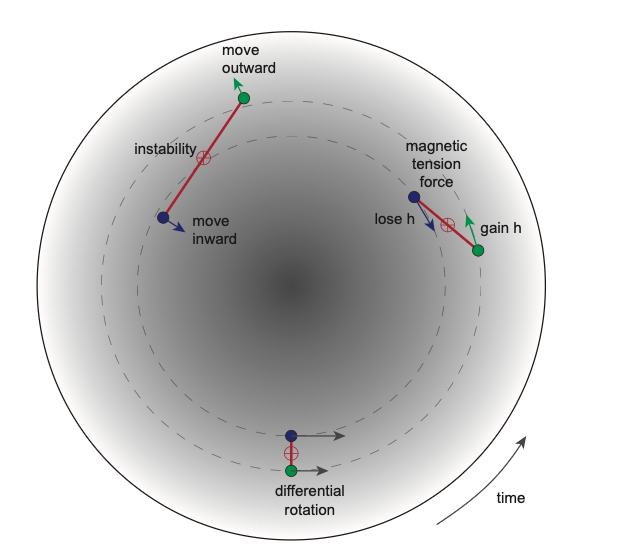 move
outward
instability
magnetic
tension
force
move
inward
lose h
gain h
differential
rotation
time